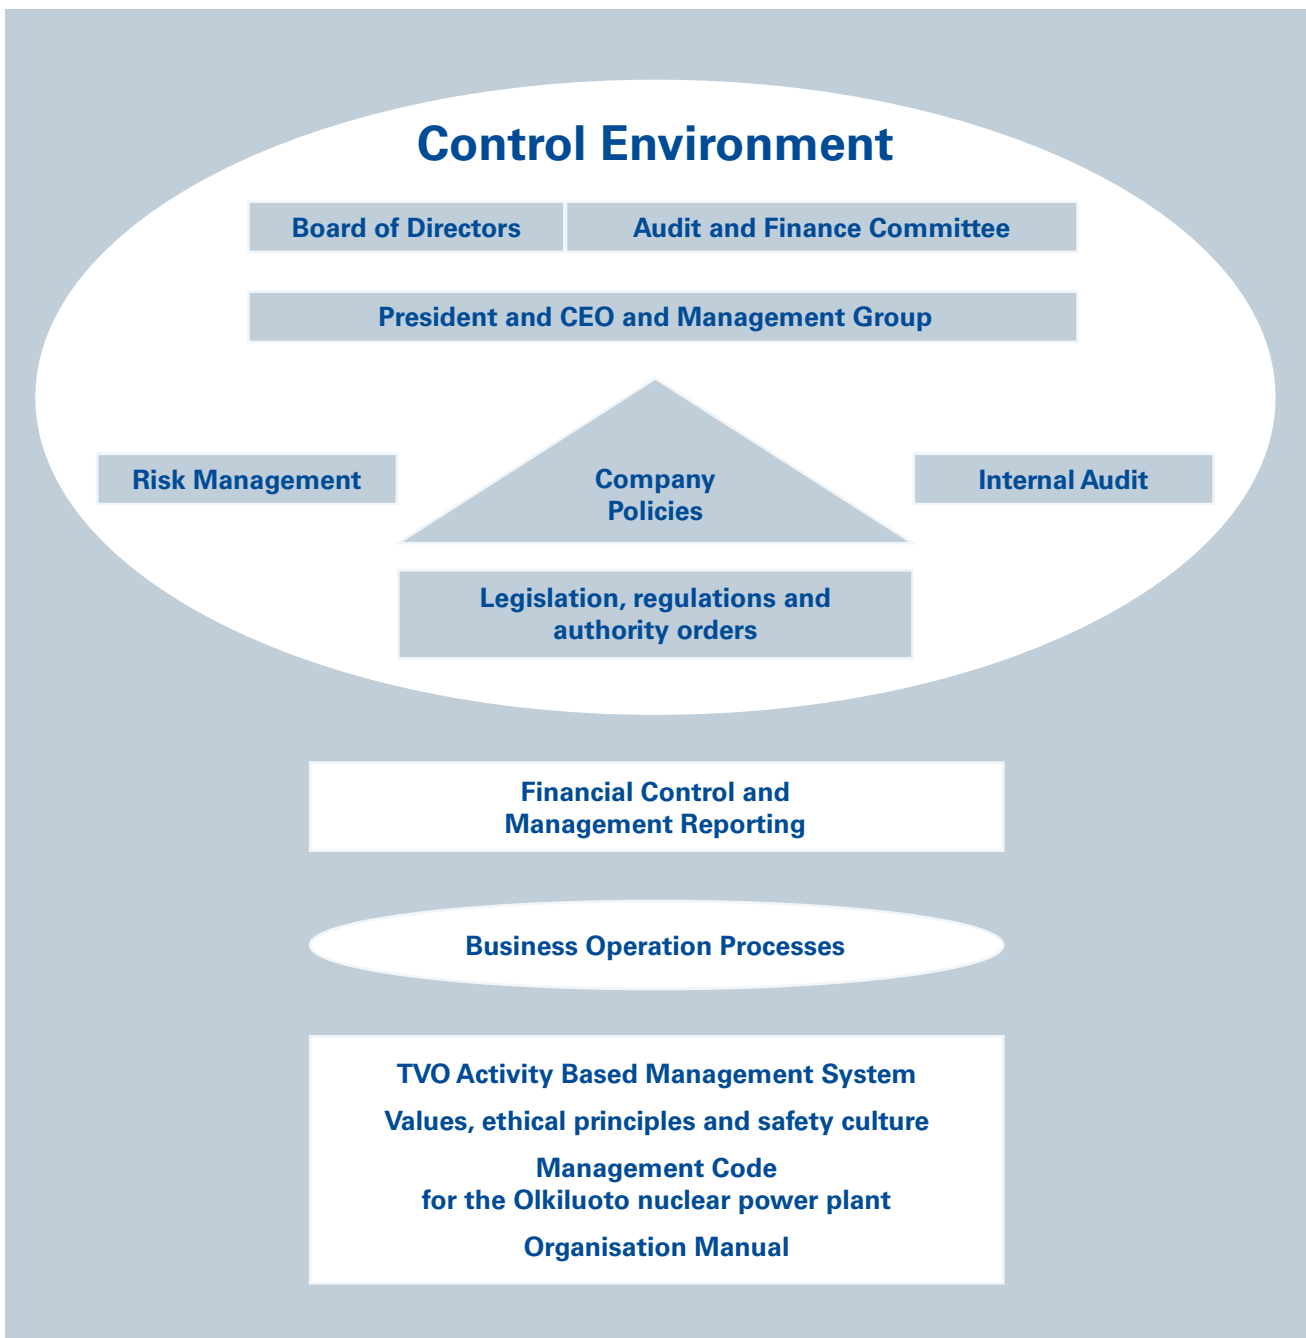 Control Environment
Board of Directors
Audit and Finance Committee
President and CEO and Management Group
Risk Management
Company
Policies
Internal Audit
Legislation, regulations and
authority orders
Financial Control and
Management Reporting
Business Operation Processes
TVO Activity Based Management System
Values, ethical principles and safety culture
Management Code
for the Olkiluoto nuclear power plant
Organisation Manual